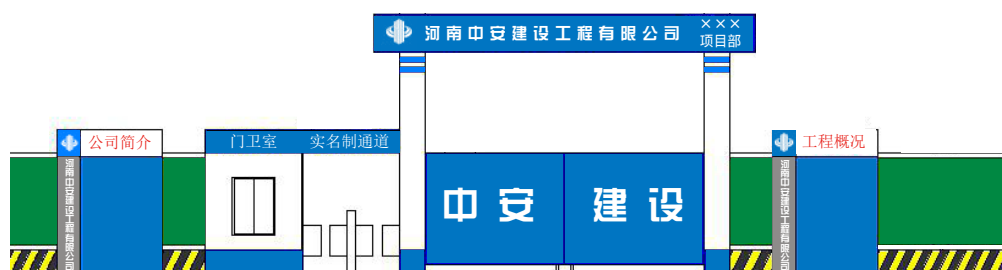 河南中安建设工程有限公司
×××
项目部
公司简介
门卫室
实名制通道
工程概况
河南中安建设工程有限公司
中安
建设
河南中安建设工程有限公司